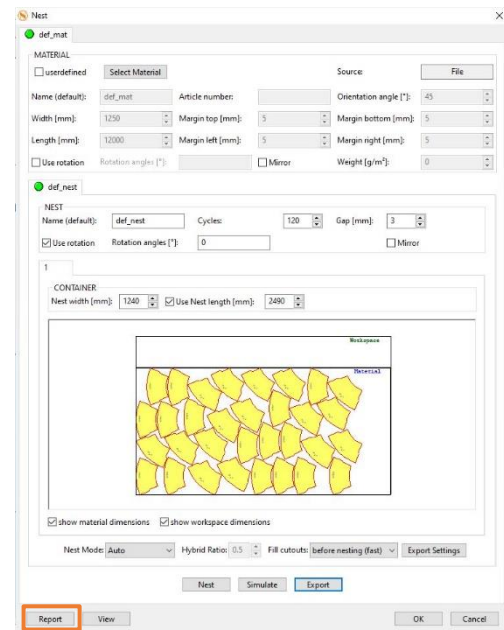 Nest
def_mat
MATERIAL
userdefined Select Material Source: File
Name (default): def_mat Article number: Orientation angle [°]: 45
Width [mm]: 1250 Margin top [mm]: 5 Margin bottom [mm]: 5
Length [mm]: 12000 Margin left [mm]: 5 Margin right [mm]: 5
Use rotation Rotation angles [°]: Mirror Weight [g/m²]: 0
def_nest
NEST
Name (default): def_nest Cycles: 120 Gap [mm]: 3
Use rotation Rotation angles [°]: 0 Mirror
1
CONTAINER
Nest width [mm]: 1240 Use Nest length [mm]: 2490
Workspace
Material
show material dimensions show workspace dimensions
Nest Mode: Auto Hybrid Ratio: 0.5 Fill cutouts: before nesting (fast) Export Settings
Nest Simulate Export
Report View OK Cancel